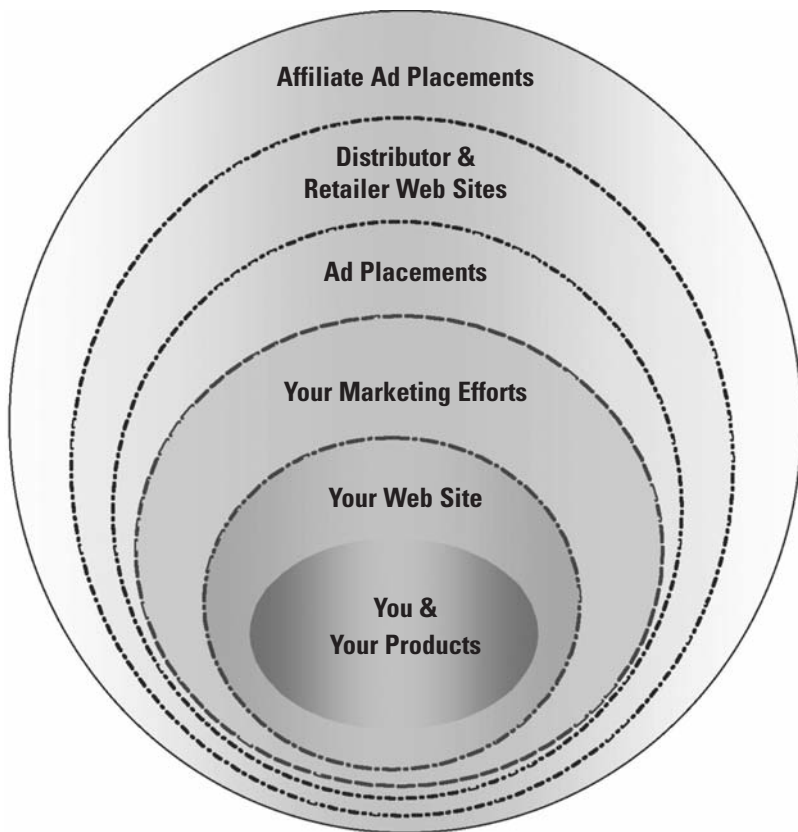 Affiliate Ad Placements
Distributor &
Retailer Web Sites
Ad Placements
Your Marketing Efforts
Your Web Site
You &
Your Products